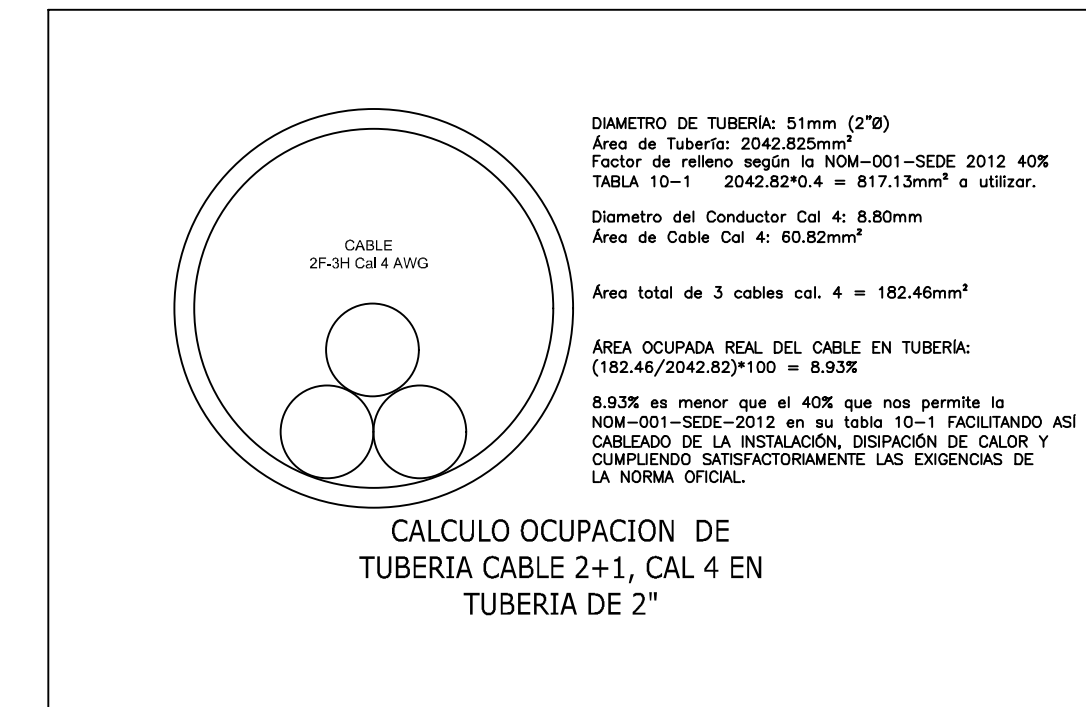 DIAMETRO DE TUBERÍA: 51mm (2"Ø)
Área de Tubería: 2042.825mm²
Factor de relleno según la NOM-001-SEDE 2012 40%
TABLA 10-1 2042.82*0.4 = 817.13mm² a utilizar.
Diametro del Conductor Cal 4: 8.80mm
Área de Cable Cal 4: 60.82mm²
CABLE
2F-3H Cal 4 AWG
Área total de 3 cables cal. 4 = 182.46mm²
ÁREA OCUPADA REAL DEL CABLE EN TUBERÍA:
(182.46/2042.82)*100 = 8.93%
8.93% es menor que el 40% que nos permite la
NOM-001-SEDE-2012 en su tabla 10-1 FACILITANDO ASÍ
CABLEADO DE LA INSTALACIÓN, DISIPACIÓN DE CALOR Y
CUMPLIENDO SATISFACTORIAMENTE LAS EXIGENCIAS DE
LA NORMA OFICIAL.
CALCULO OCUPACION DE
TUBERIA CABLE 2+1, CAL 4 EN
TUBERIA DE 2"